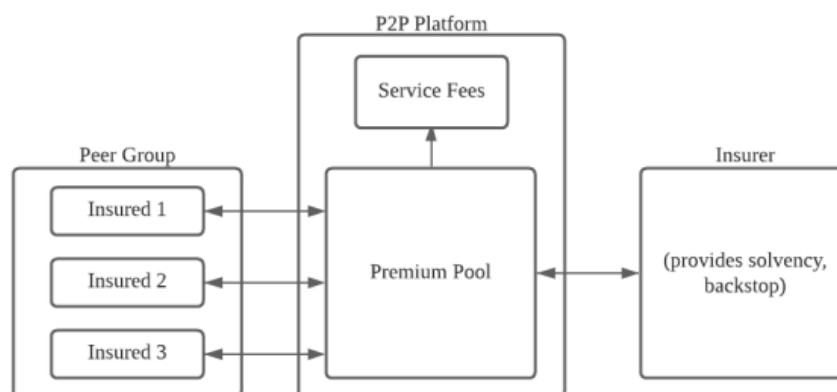 P2P Platform
Service Fees
Peer Group
Insurer
Insured 1
Insured 2
Insured 3
Premium Pool
(provides solvency,
backstop)